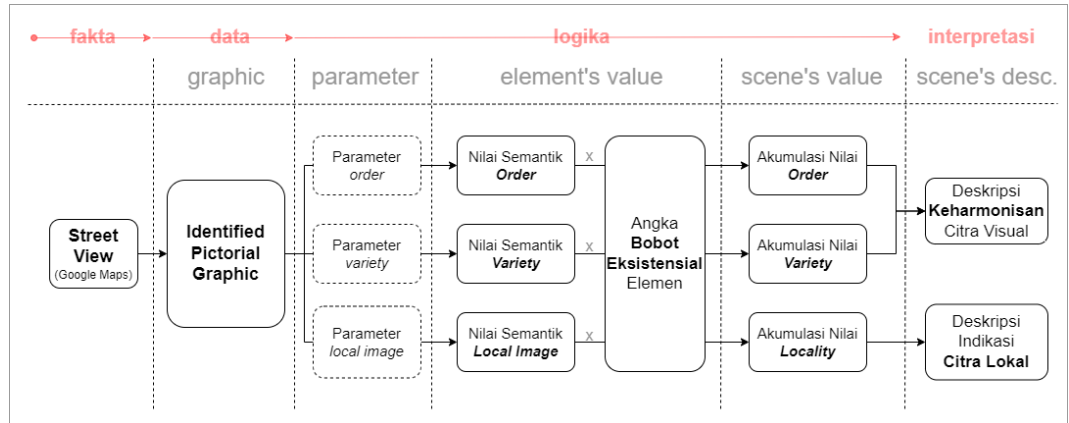 fakta data logika interpretasi
graphic parameter element's value scene's value scene's desc.
Street
View
(Google Maps)
Identified
Pictorial
Graphic
Parameter
order
Parameter
variety
Parameter
local image
Nilai Semantik
Order
Nilai Semantik
Variety
Nilai Semantik
Local Image
x
x
x
Angka
Bobot
Eksistensial
Elemen
Akumulasi Nilai
Order
Akumulasi Nilai
Variety
Akumulasi Nilai
Locality
Deskripsi
Keharmonisan
Citra Visual
Deskripsi
Indikasi
Citra Lokal